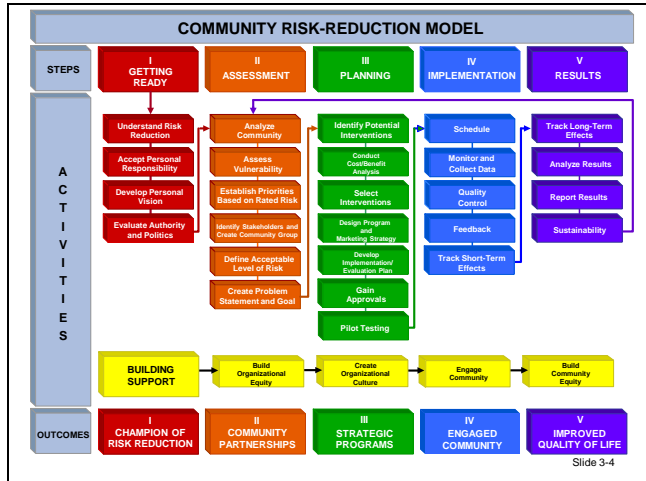 COMMUNITY RISK-REDUCTION MODEL
STEPS
I
GETTING
READY
II
ASSESSMENT
III
PLANNING
IV
IMPLEMENTATION
V
RESULTS
ACTIVITIES
Understand Risk
Reduction
Accept Personal
Responsibility
Develop Personal
Vision
Evaluate Authority
and Politics
Analyze
Community
Assess
Vulnerability
Establish Priorities
Based on Rated Risk
Identify Stakeholders and
Create Community Group
Define Acceptable
Level of Risk
Create Problem
Statement and Goal
Identify Potential
Interventions
Conduct
Cost/Benefit
Analysis
Select
Interventions
Design Program
and
Marketing Strategy
Develop
Implementation/
Evaluation Plan
Gain
Approvals
Pilot Testing
Schedule
Monitor and
Collect Data
Quality
Control
Feedback
Track Short-Term
Effects
Track Long-Term
Effects
Analyze Results
Report Results
Sustainability
BUILDING
SUPPORT
Build
Organizational
Equity
Create
Organizational
Culture
Engage
Community
Build
Community
Equity
OUTCOMES
I
CHAMPION OF
RISK REDUCTION
II
COMMUNITY
PARTNERSHIPS
III
STRATEGIC
PROGRAMS
IV
ENGAGED
COMMUNITY
V
IMPROVED
QUALITY OF LIFE
Slide 3-4